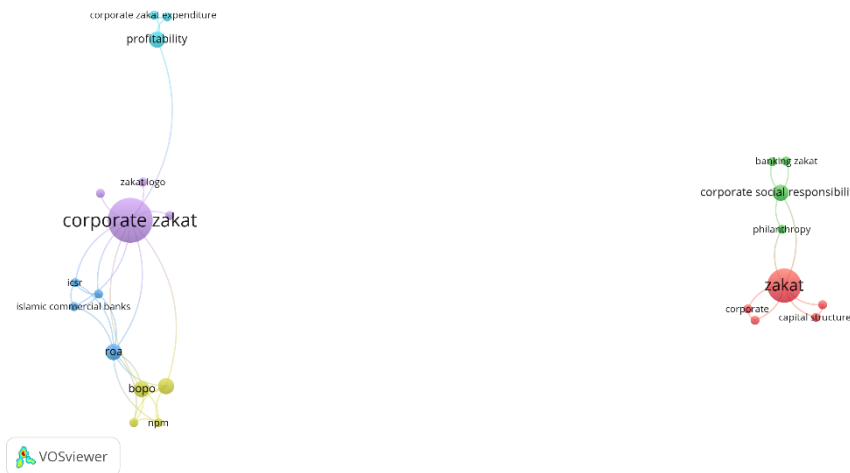 corporate zakat expenditure
profitability
zakat logo
corporate zakat
icsr
islamic commercial banks
roa
bopo
npm
banking zakat
corporate social responsibili
philanthropy
zakat
corporate
capital structure
VOSviewer